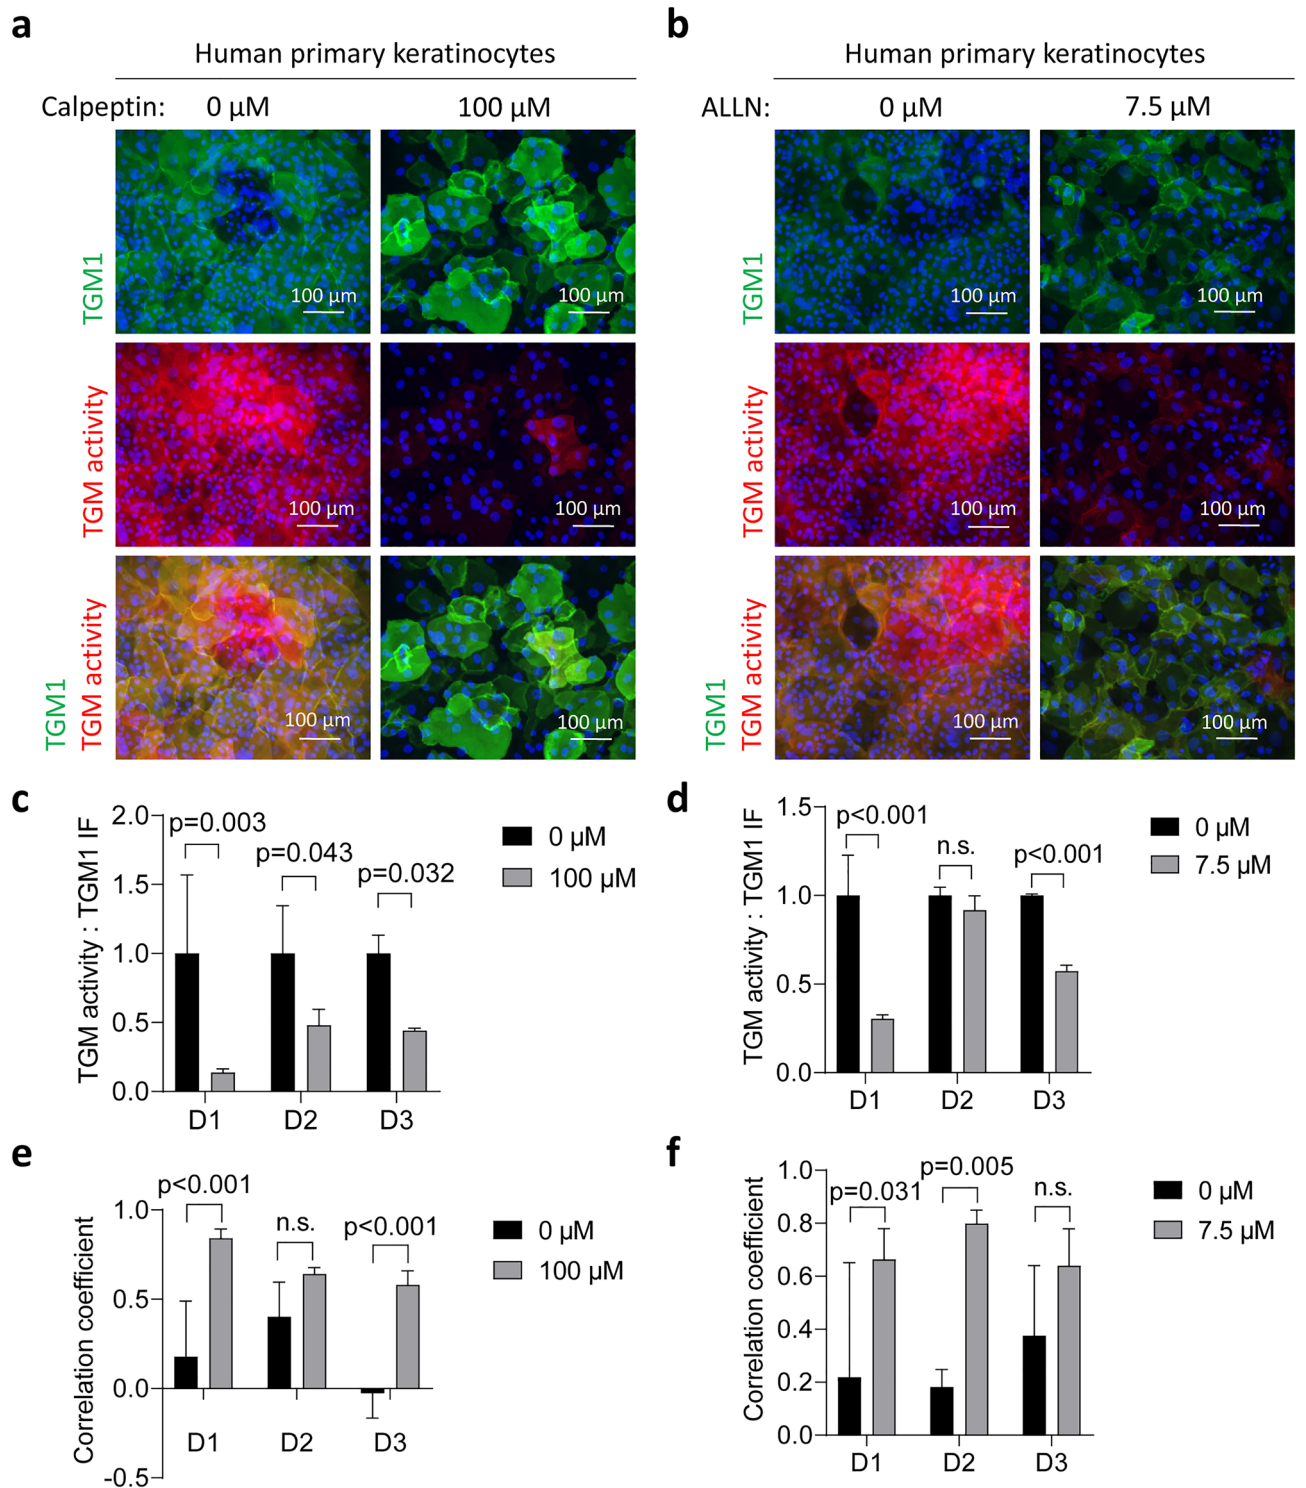 a
Human primary keratinocytes
Calpeptin: 0 µM 100 µM
TGM1
100 µm
100 µm
TGM activity
100 µm
100 µm
TGM1
TGM activity
100 µm
100 µm
b
Human primary keratinocytes
ALLN: 0 µM 7.5 µM
TGM1
100 µm
100 µm
TGM activity
100 µm
100 µm
TGM1
TGM activity
100 µm
100 µm
c
TGM activity : TGM1 IF
2.0
1.5
1.0
0.5
0.0
p=0.003
p=0.043
p=0.032
D1 D2 D3
0 µM
100 µM
d
TGM activity : TGM1 IF
1.5
1.0
0.5
0.0
p<0.001
n.s.
p<0.001
D1 D2 D3
0 µM
7.5 µM
e
Correlation coefficient
1.0
0.5
0.0
-0.5
p<0.001
n.s.
p<0.001
D1 D2 D3
0 µM
100 µM
f
Correlation coefficient
1.0
0.8
0.6
0.4
0.2
0.0
p=0.031
p=0.005
n.s.
D1 D2 D3
0 µM
7.5 µM